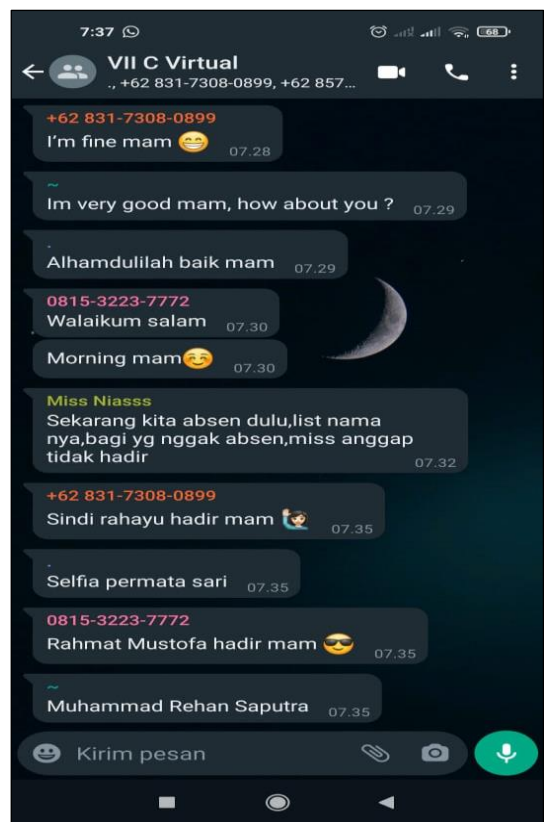 7:37
68
VII C Virtual
., +62 831-7308-0899, +62 857...
+62 831-7308-0899
I'm fine mam 😁 07.28
~
Im very good mam, how about you ? 07.29
.
Alhamdulilah baik mam 07.29
0815-3223-7772
Walaikum salam 07.30
Morning mam☺️ 07.30
Miss Niasss
Sekarang kita absen dulu,list nama
nya,bagi yg nggak absen,miss anggap
tidak hadir 07.32
+62 831-7308-0899
Sindi rahayu hadir mam 🙋🏻‍♀️ 07.35
.
Selfia permata sari 07.35
0815-3223-7772
Rahmat Mustofa hadir mam 😎 07.35
~
Muhammad Rehan Saputra 07.35
Kirim pesan